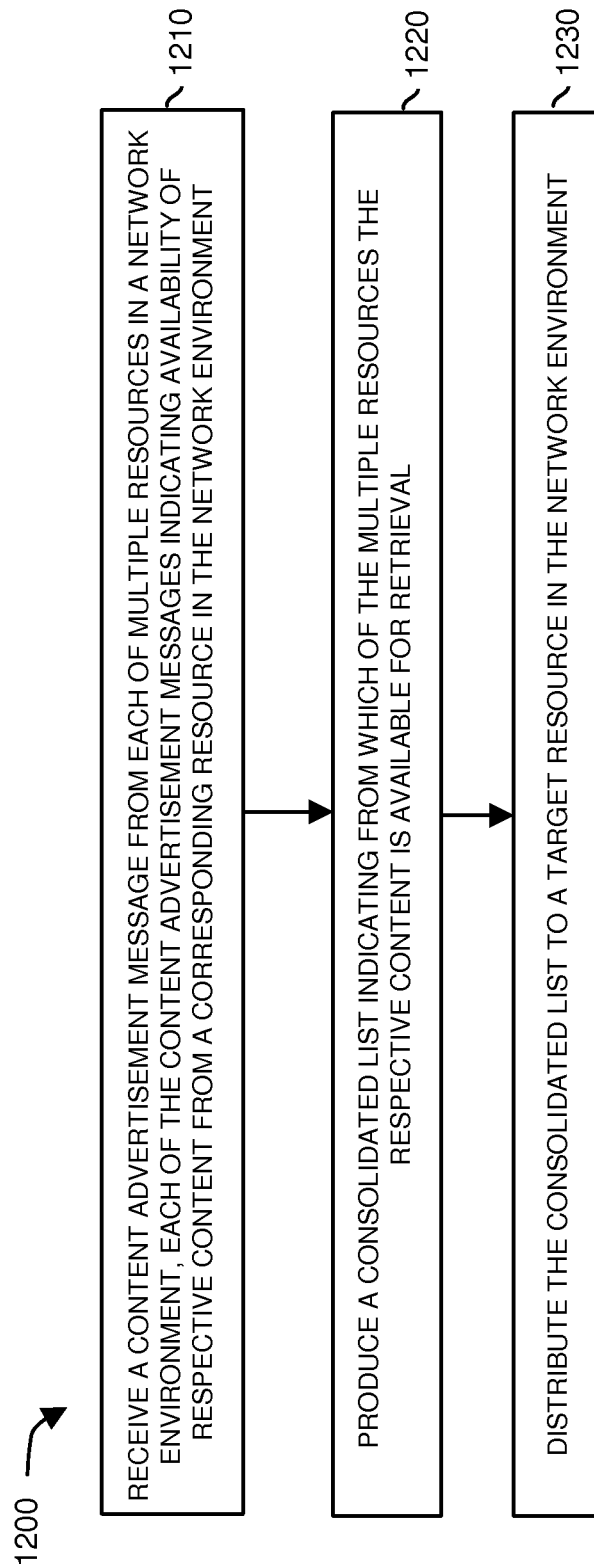 1200
RECEIVE A CONTENT ADVERTISEMENT MESSAGE FROM EACH OF MULTIPLE RESOURCES IN A NETWORK
ENVIRONMENT, EACH OF THE CONTENT ADVERTISEMENT MESSAGES INDICATING AVAILABILITY OF
RESPECTIVE CONTENT FROM A CORRESPONDING RESOURCE IN THE NETWORK ENVIRONMENT
1210
PRODUCE A CONSOLIDATED LIST INDICATING FROM WHICH OF THE MULTIPLE RESOURCES THE
RESPECTIVE CONTENT IS AVAILABLE FOR RETRIEVAL
1220
DISTRIBUTE THE CONSOLIDATED LIST TO A TARGET RESOURCE IN THE NETWORK ENVIRONMENT
1230